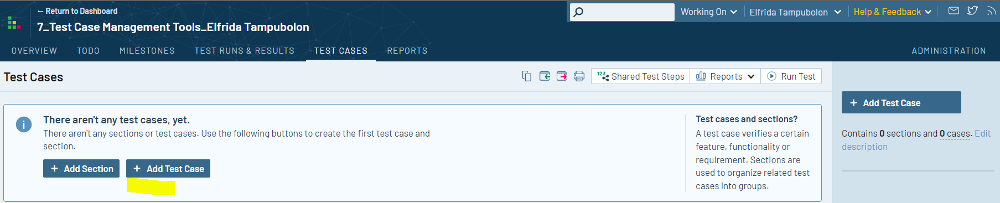 ← Return to Dashboard
Working On
Elfrida Tampubolon
Help & Feedback
7_Test Case Management Tools_Elfrida Tampubolon
OVERVIEW TODO MILESTONES TEST RUNS & RESULTS TEST CASES REPORTS ADMINISTRATION
Test Cases
123 Shared Test Steps Reports Run Test
There aren't any test cases, yet.
There aren't any sections or test cases. Use the following buttons to create the first test case and
section.
+ Add Section + Add Test Case
Test cases and sections?
A test case verifies a certain
feature, functionality or
requirement. Sections are
used to organize related test
cases into groups.
+ Add Test Case
Contains 0 sections and 0 cases. Edit
description